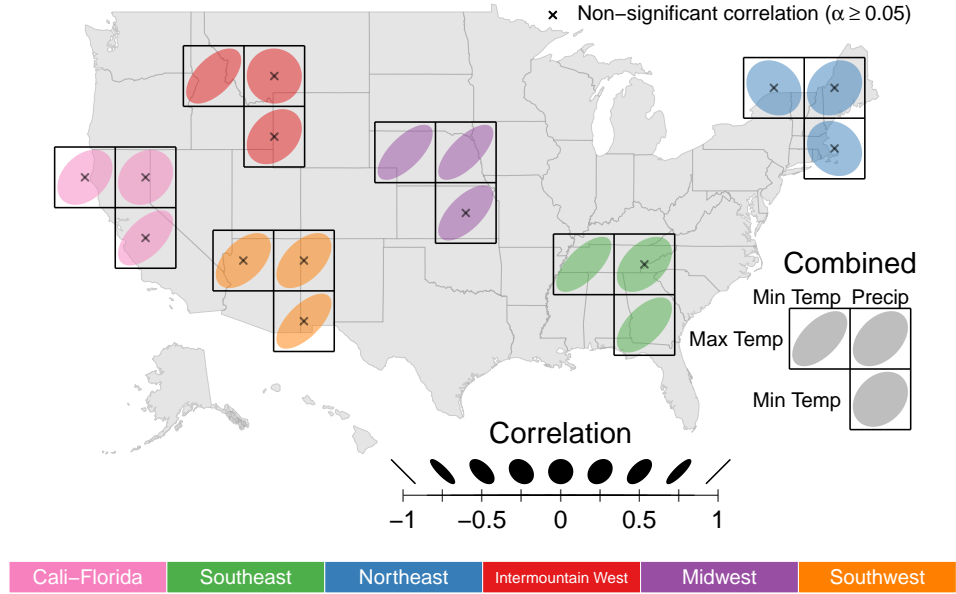 × Non−significant correlation (α ≥ 0.05)
Combined
Min Temp Precip
Max Temp
Min Temp
Correlation
−1 −0.5 0 0.5 1
Cali−Florida Southeast Northeast Intermountain West Midwest Southwest